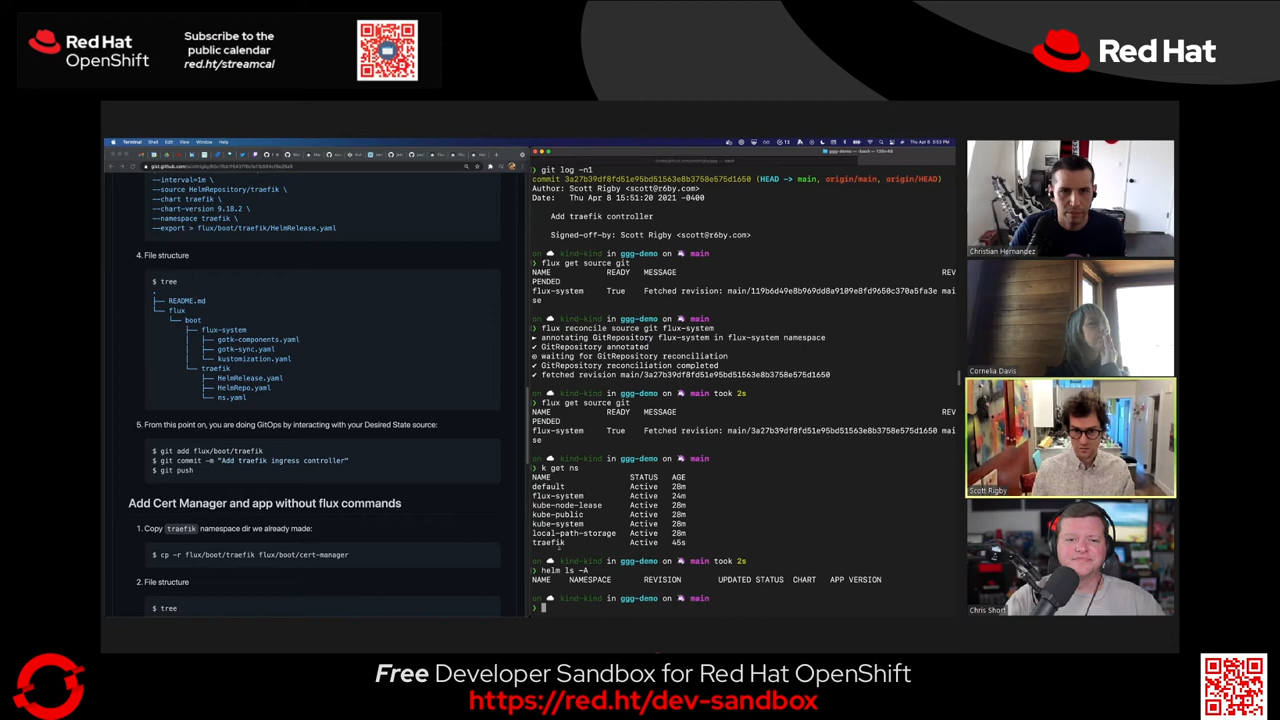 Red Hat
OpenShift
Subscribe to the
public calendar
red.ht/streamcal
Red Hat
Terminal Shell Edit View Window Help
Thu Apr 8 3:53 PM
--interval=1m \
--source HelmRepository/traefik \
--chart traefik \
--chart-version 9.18.2 \
--namespace traefik \
--export > flux/boot/traefik/HelmRelease.yaml
4. File structure
$ tree
.
├── README.md
└── flux
└── boot
├── flux-system
│ ├── gotk-components.yaml
│ ├── gotk-sync.yaml
│ └── kustomization.yaml
└── traefik
├── HelmRelease.yaml
├── HelmRepo.yaml
└── ns.yaml
5. From this point on, you are doing GitOps by interacting with your Desired State source:
$ git add flux/boot/traefik
$ git commit -m "Add traefik ingress controller"
$ git push
Add Cert Manager and app without flux commands
1. Copy traefik namespace dir we already made:
$ cp -r flux/boot/traefik flux/boot/cert-manager
2. File structure
$ tree
❯ git log -n1
commit 3a27b39df8fd51e95bd51563e8b3758e575d1650 (HEAD -> main, origin/main, origin/HEAD)
Author: Scott Rigby <scott@r6by.com>
Date: Thu Apr 8 15:51:20 2021 -0400
Add traefik controller
Signed-off-by: Scott Rigby <scott@r6by.com>
on kind-kind in ggg-demo on main
❯ flux get source git
NAME READY MESSAGE REV
PENDED
flux-system True Fetched revision: main/119b6d49e8b969dd8a9109e8fd9650c370a5fa3e mai
se
on kind-kind in ggg-demo on main
❯ flux reconcile source git flux-system
► annotating GitRepository flux-system in flux-system namespace
✔ GitRepository annotated
◎ waiting for GitRepository reconciliation
✔ GitRepository reconciliation completed
✔ fetched revision main/3a27b39df8fd51e95bd51563e8b3758e575d1650
on kind-kind in ggg-demo on main took 2s
❯ flux get source git
NAME READY MESSAGE REV
PENDED
flux-system True Fetched revision: main/3a27b39df8fd51e95bd51563e8b3758e575d1650 mai
se
on kind-kind in ggg-demo on main
❯ k get ns
NAME STATUS AGE
default Active 28m
flux-system Active 24m
kube-node-lease Active 28m
kube-public Active 28m
kube-system Active 28m
local-path-storage Active 28m
traefik Active 45s
on kind-kind in ggg-demo on main took 2s
❯ helm ls -A
NAME NAMESPACE REVISION UPDATED STATUS CHART APP VERSION
on kind-kind in ggg-demo on main
❯
Christian Hernandez
Cornelia Davis
Scott Rigby
Chris Short
Free Developer Sandbox for Red Hat OpenShift
https://red.ht/dev-sandbox